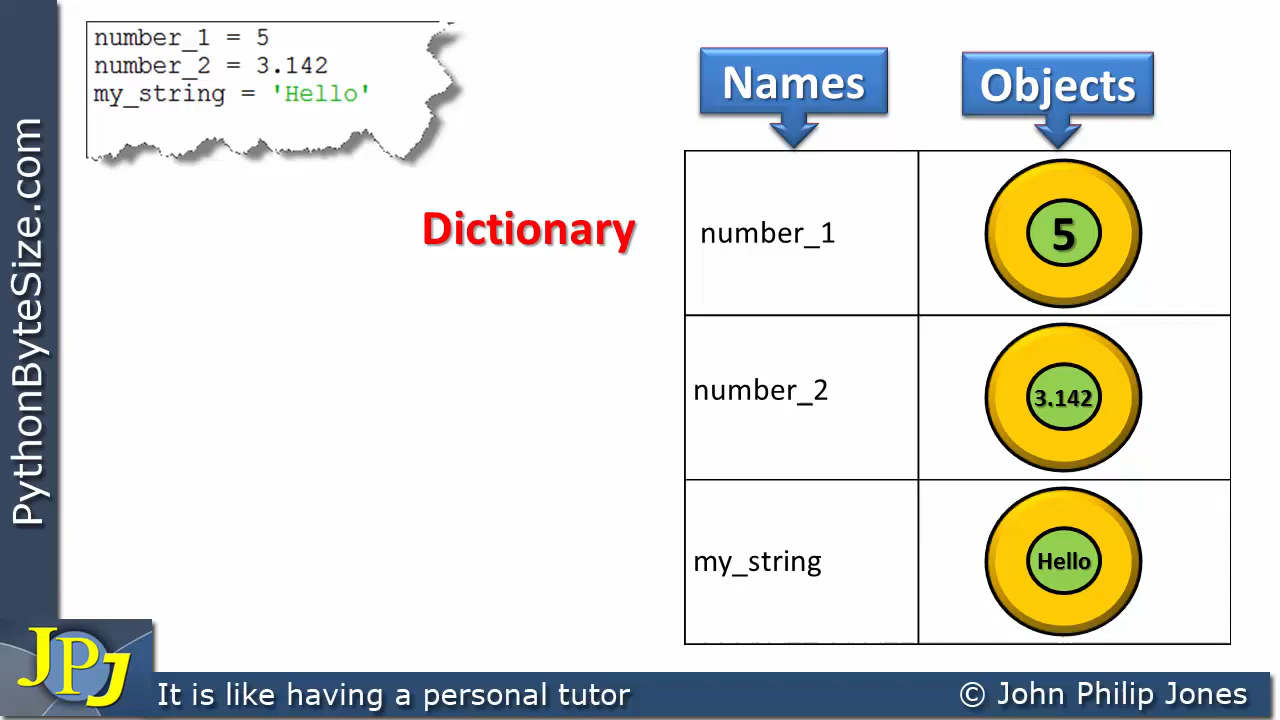 number_1 = 5
number_2 = 3.142
my_string = 'Hello'
Names
Objects
Dictionary
number_1
5
number_2
3.142
my_string
Hello
PythonByteSize.com
JPJ
It is like having a personal tutor
© John Philip Jones